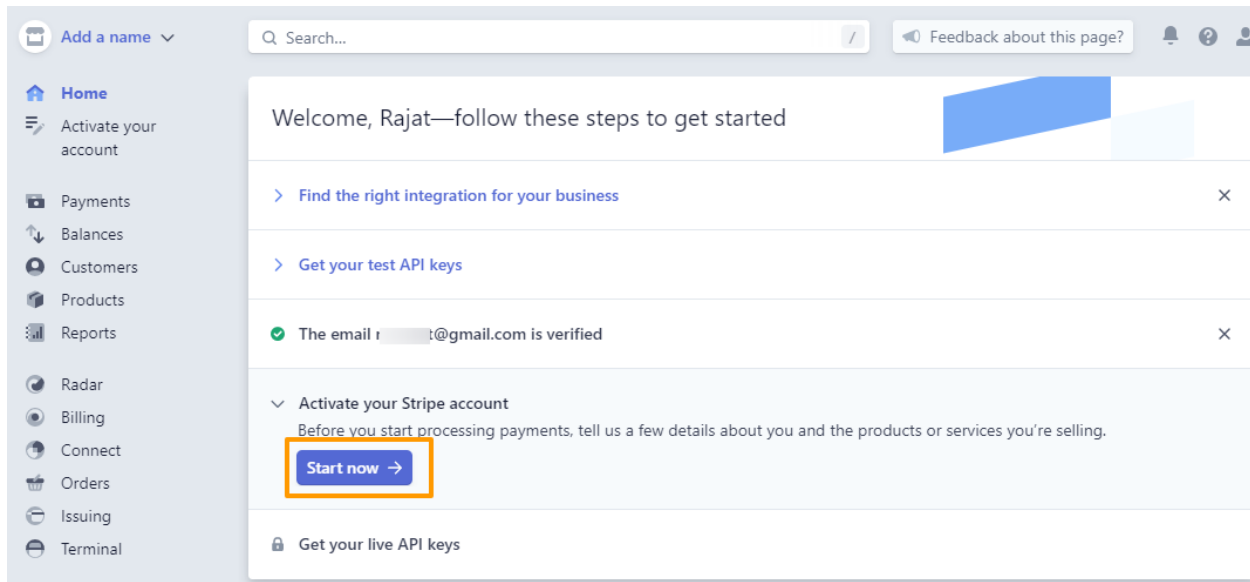 Add a name
Search...
/
Feedback about this page?
Home
Activate your
account
Payments
Balances
Customers
Products
Reports
Radar
Billing
Connect
Orders
Issuing
Terminal
Welcome, Rajat—follow these steps to get started
Find the right integration for your business
Get your test API keys
The email r t@gmail.com is verified
Activate your Stripe account
Before you start processing payments, tell us a few details about you and the products or services you’re selling.
Start now →
Get your live API keys